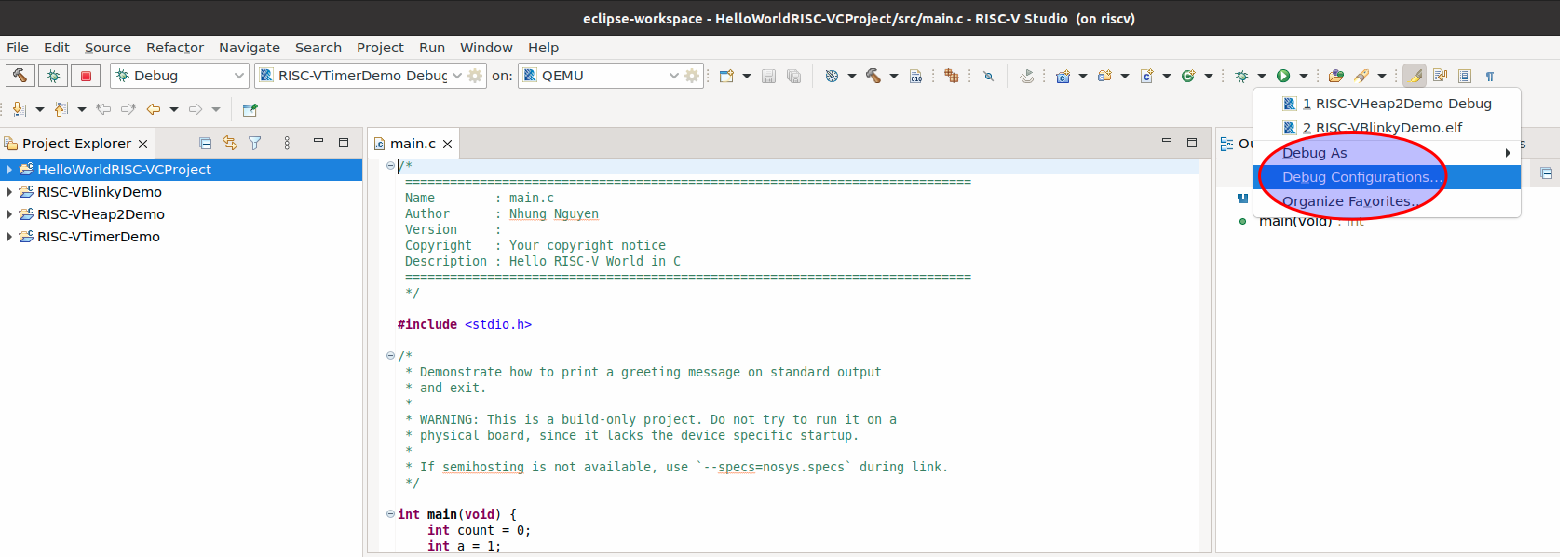 eclipse-workspace - HelloWorldRISC-VCProject/src/main.c - RISC-V Studio (on riscv)
File Edit Source Refactor Navigate Search Project Run Window Help
Debug RISC-VTimerDemo Debug on: QEMU
010
1 RISC-VHeap2Demo Debug
2 RISC-VBlinkyDemo.elf
Debug As
Debug Configurations...
Organize Favorites...
Project Explorer
main.c
HelloWorldRISC-VCProject
RISC-VBlinkyDemo
RISC-VHeap2Demo
RISC-VTimerDemo
/*
============================================================================
Name : main.c
Author : Nhung Nguyen
Version :
Copyright : Your copyright notice
Description : Hello RISC-V World in C
============================================================================
*/
#include <stdio.h>
/*
* Demonstrate how to print a greeting message on standard output
* and exit.
*
* WARNING: This is a build-only project. Do not try to run it on a
* physical board, since it lacks the device specific startup.
*
* If semihosting is not available, use `--specs=nosys.specs` during link.
*/
int main(void) {
int count = 0;
int a = 1;
main(void) : int